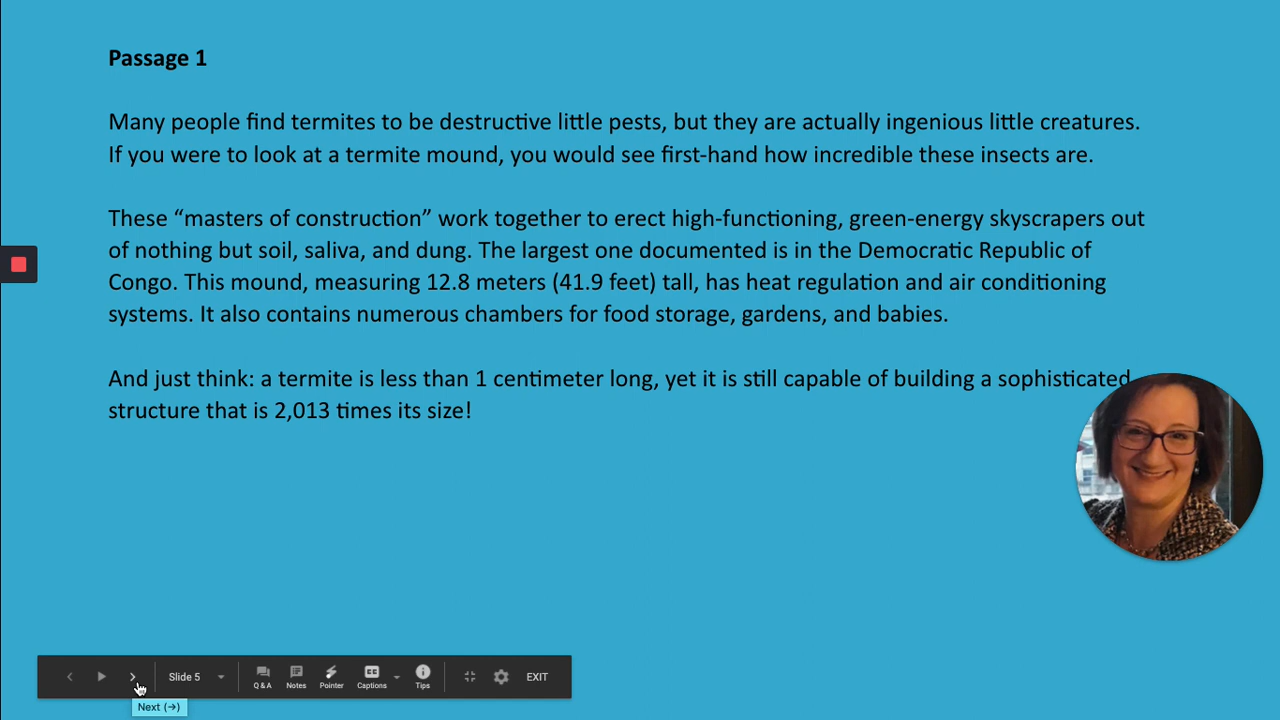 Passage 1
Many people find termites to be destructive little pests, but they are actually ingenious little creatures.
If you were to look at a termite mound, you would see first-hand how incredible these insects are.
These “masters of construction” work together to erect high-functioning, green-energy skyscrapers out
of nothing but soil, saliva, and dung. The largest one documented is in the Democratic Republic of
Congo. This mound, measuring 12.8 meters (41.9 feet) tall, has heat regulation and air conditioning
systems. It also contains numerous chambers for food storage, gardens, and babies.
And just think: a termite is less than 1 centimeter long, yet it is still capable of building a sophisticated
structure that is 2,013 times its size!
Slide 5
Q & A
Notes
Pointer
CC
Captions
Tips
EXIT
Next (→)